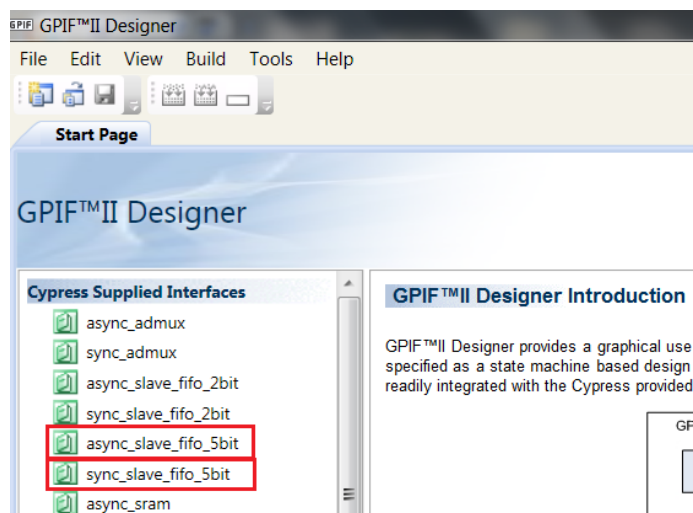 GPIF GPIF™II Designer
File Edit View Build Tools Help
Start Page
GPIF™II Designer
Cypress Supplied Interfaces
async_admux
sync_admux
async_slave_fifo_2bit
sync_slave_fifo_2bit
async_slave_fifo_5bit
sync_slave_fifo_5bit
async_sram
GPIF™II Designer Introduction
GPIF™II Designer provides a graphical use
specified as a state machine based design
readily integrated with the Cypress provided
GP